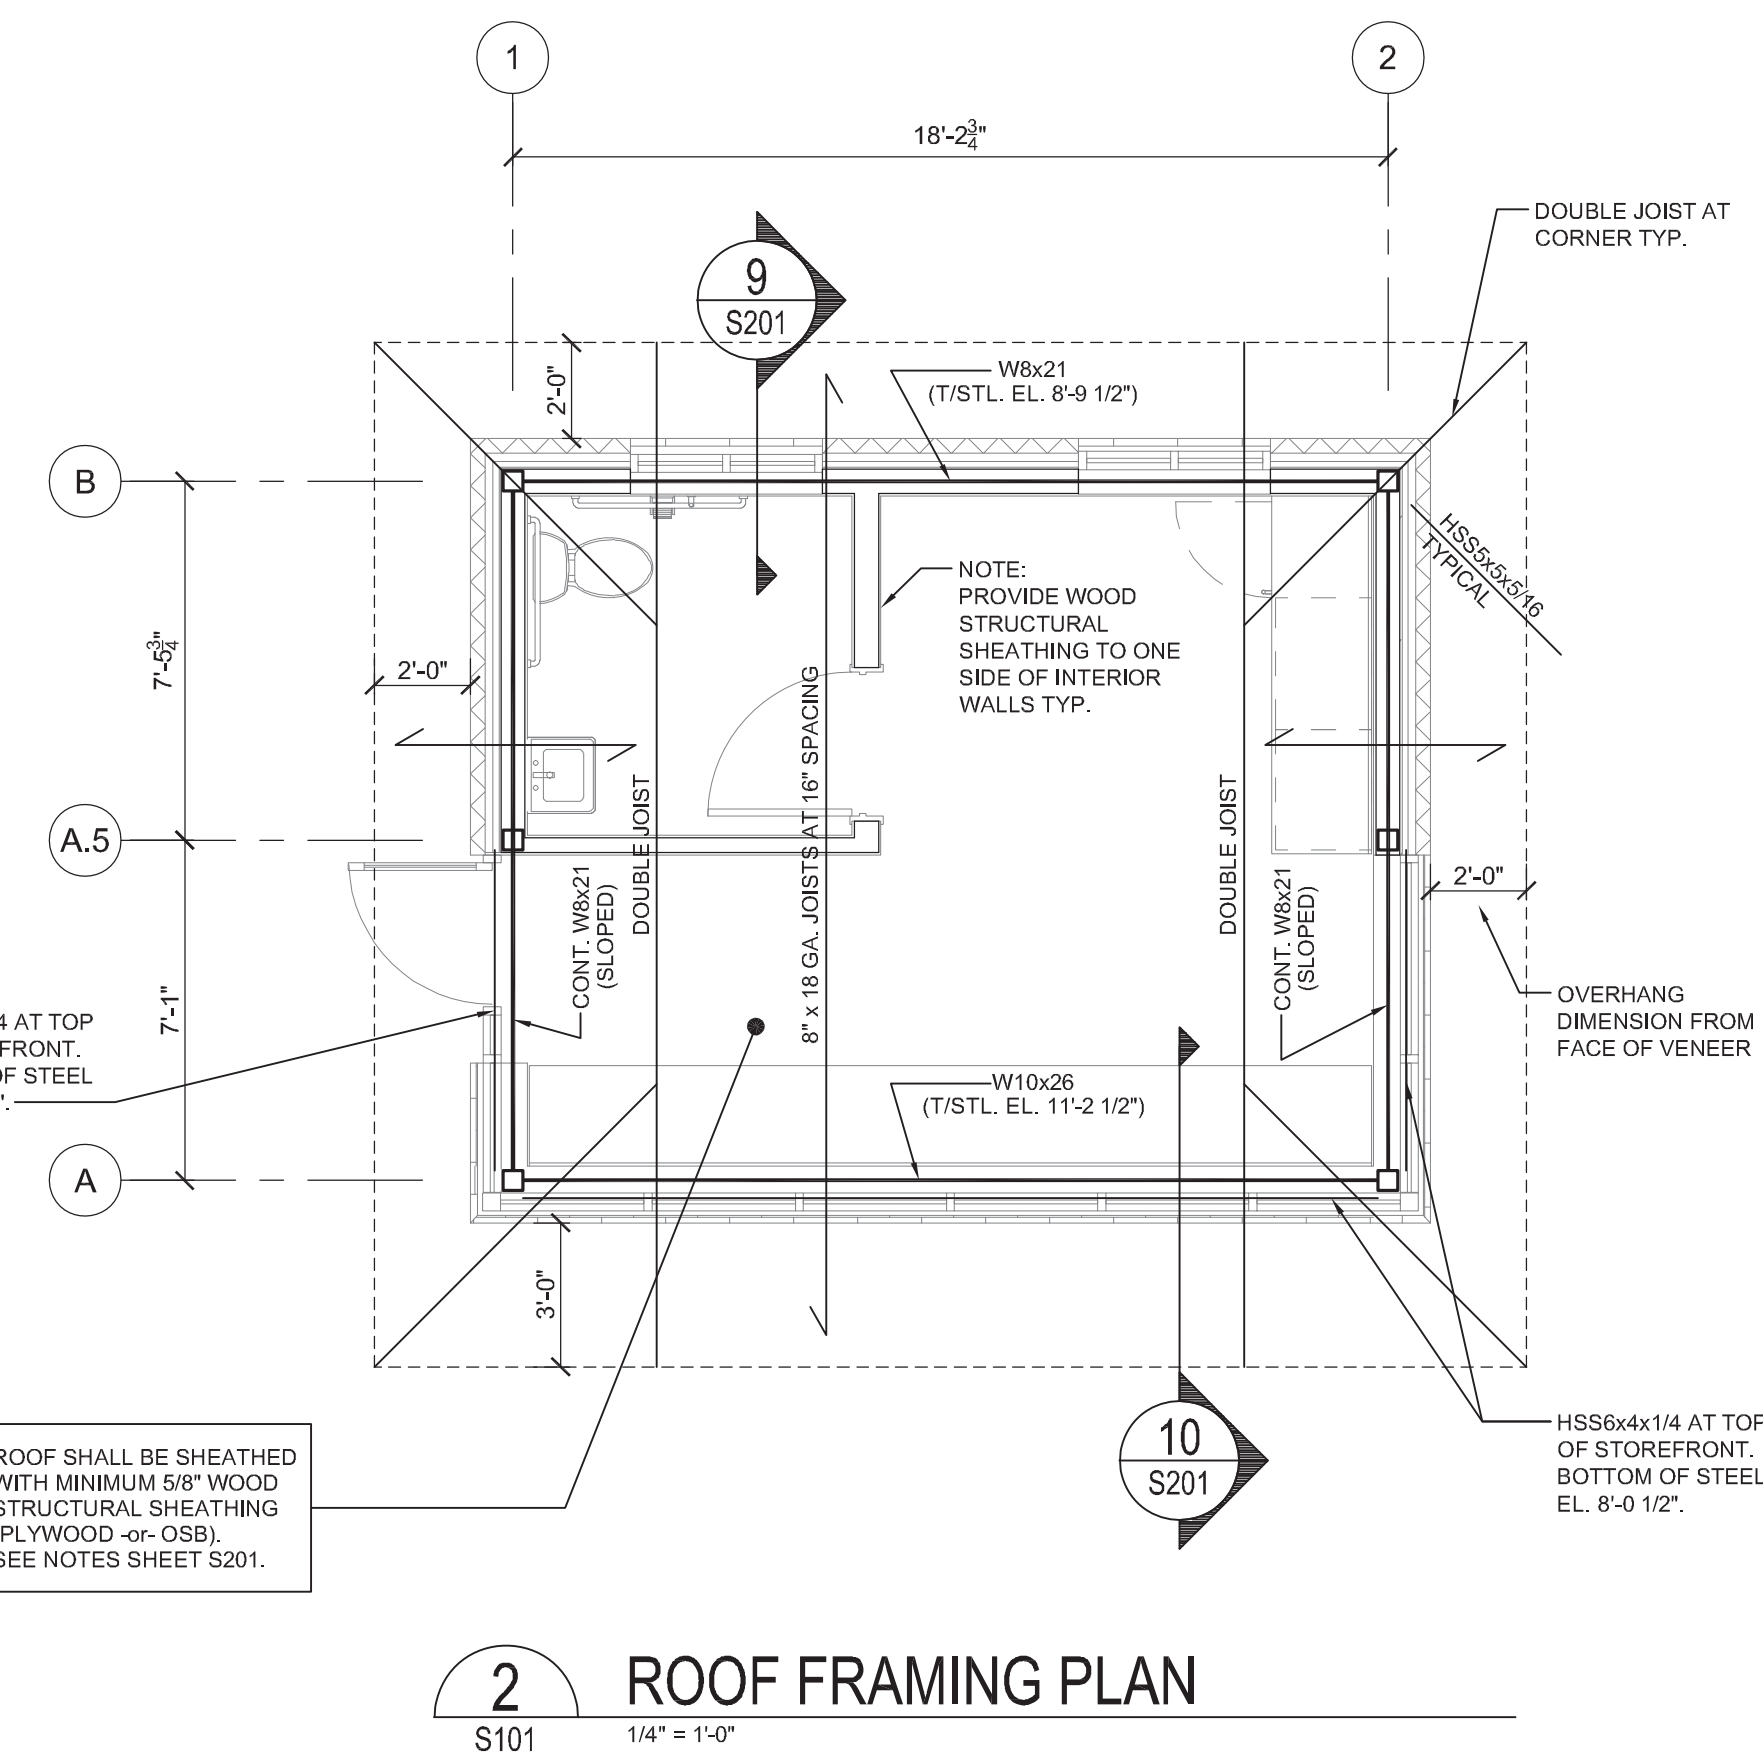 1
2
18'-2 3/4"
DOUBLE JOIST AT
CORNER TYP.
9
S201
W8x21
(T/STL. EL. 8'-9 1/2")
2'-0"
B
HSS5x5x5/16
TYPICAL
NOTE:
PROVIDE WOOD
STRUCTURAL
SHEATHING TO ONE
SIDE OF INTERIOR
WALLS TYP.
7'-5 3/4"
2'-0"
DOUBLE JOIST
8" x 18 GA. JOISTS AT 16" SPACING
DOUBLE JOIST
A.5
2'-0"
CONT. W8x21
(SLOPED)
CONT. W8x21
(SLOPED)
7'-1"
OVERHANG
DIMENSION FROM
FACE OF VENEER
4 AT TOP
FRONT.
OF STEEL
".
W10x26
(T/STL. EL. 11'-2 1/2")
A
3'-0"
10
S201
HSS6x4x1/4 AT TOP
OF STOREFRONT.
BOTTOM OF STEEL
EL. 8'-0 1/2".
ROOF SHALL BE SHEATHED
WITH MINIMUM 5/8" WOOD
STRUCTURAL SHEATHING
(PLYWOOD -or- OSB).
SEE NOTES SHEET S201.
2
S101
ROOF FRAMING PLAN
1/4" = 1'-0"